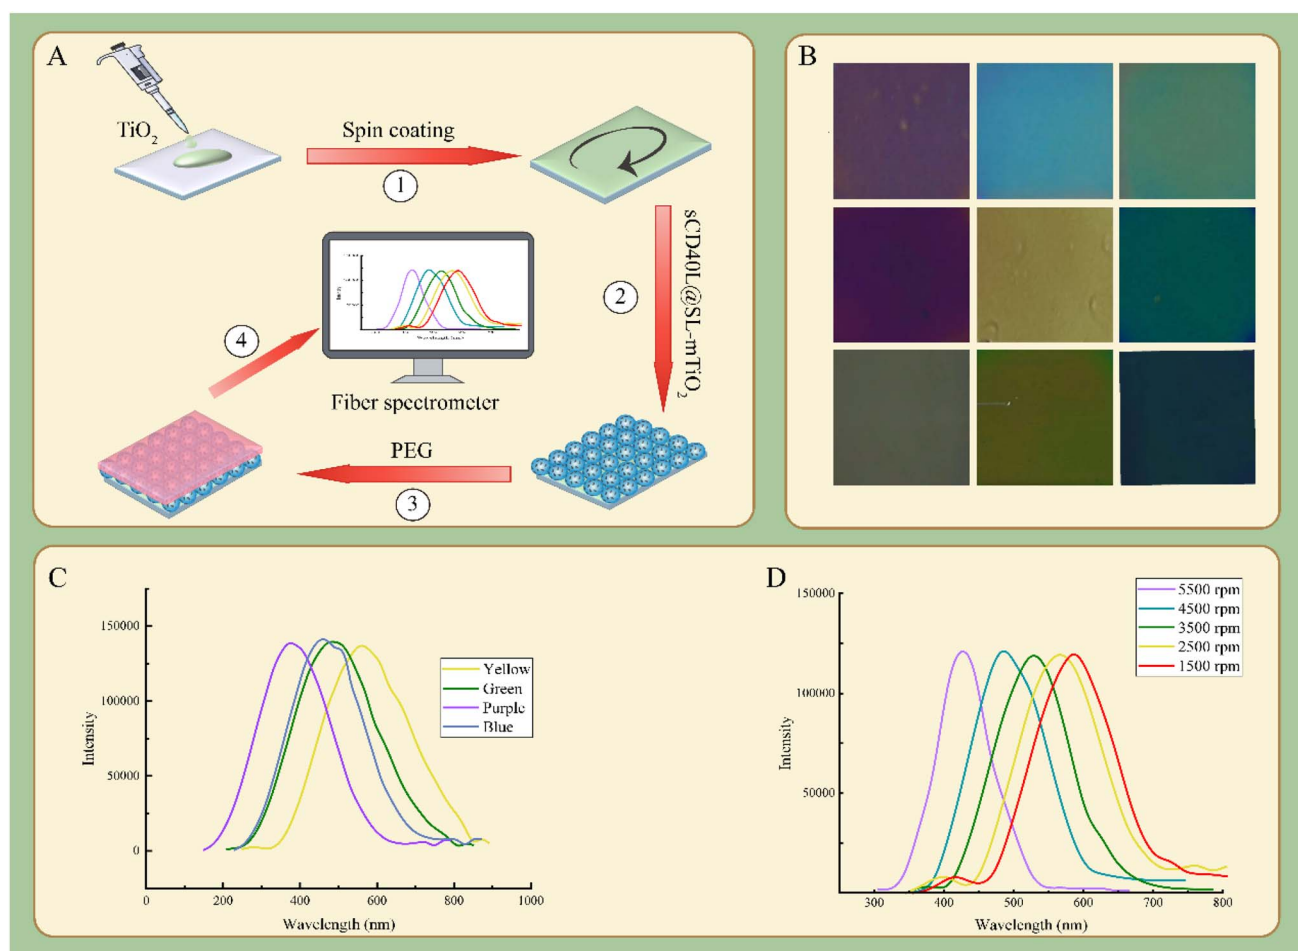 A
TiO2
Spin coating
1
sCD40L@SL-mTiO2
2
4
Wavelength (nm)
Fiber spectrometer
PEG
3
B
C
150000
100000
50000
0
Intensity
0 200 400 600 800 1000
Wavelength (nm)
Yellow
Green
Purple
Blue
D
150000
100000
50000
Intensity
300 400 500 600 700 800
Wavelength (nm)
5500 rpm
4500 rpm
3500 rpm
2500 rpm
1500 rpm